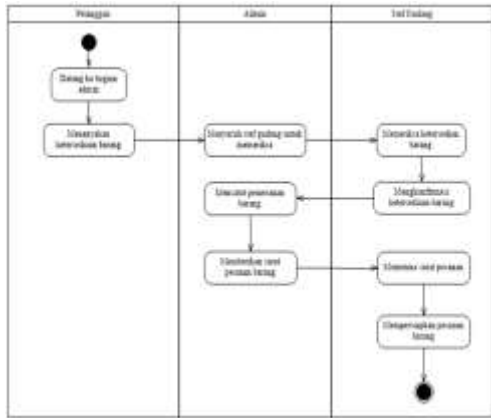 Pelanggan
Admin
Staf Gudang
Datang ke bagian
admin
Menanyakan
ketersediaan barang
Menyuruh staf gudang untuk
memeriksa
Memeriksa ketersediaan
barang
Mengkonfirmasi
ketersediaan barang
Mencatat pemesanan
barang
Memberikan surat
pesanan barang
Menerima surat pesanan
Mempersiapkan pesanan
barang